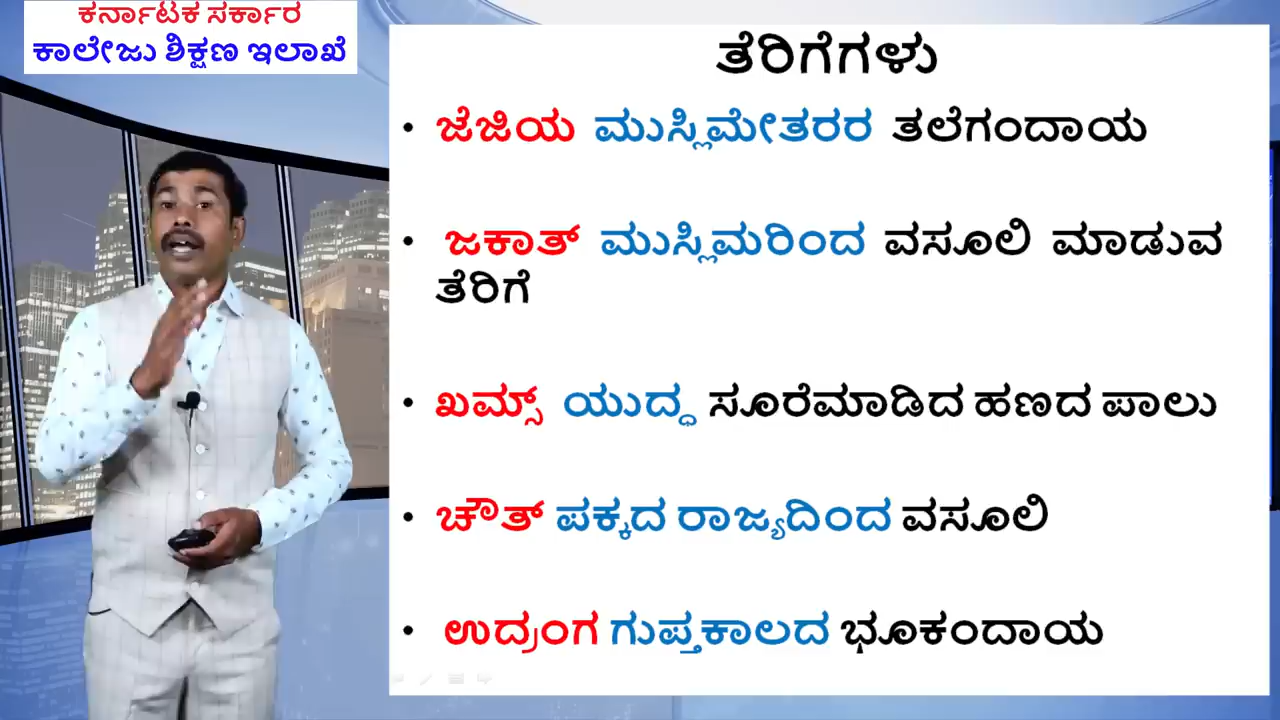 ಕರ್ನಾಟಕ ಸರ್ಕಾರ
ಕಾಲೇಜು ಶಿಕ್ಷಣ ಇಲಾಖೆ
ತೆರಿಗೆಗಳು
• ಜೆಜಿಯ ಮುಸ್ಲಿಮೇತರರ ತಲೆಗಂದಾಯ
• ಜಕಾತ್ ಮುಸ್ಲಿಮರಿಂದ ವಸೂಲಿ ಮಾಡುವ
ತೆರಿಗೆ
• ಖಮ್ಸ್ ಯುದ್ಧ ಸೂರೆಮಾಡಿದ ಹಣದ ಪಾಲು
• ಚೌತ್ ಪಕ್ಕದ ರಾಜ್ಯದಿಂದ ವಸೂಲಿ
• ಉದ್ರಂಗ ಗುಪ್ತಕಾಲದ ಭೂಕಂದಾಯ